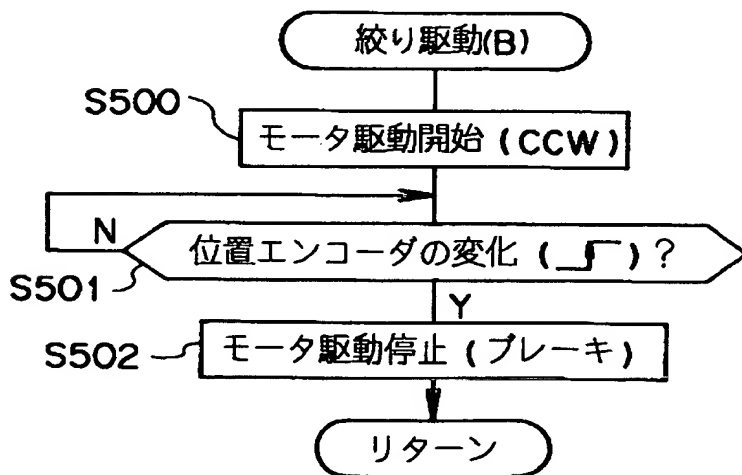 絞り駆動(B)
S500
モータ駆動開始 (CCW)
N
位置エンコーダの変化 ( ) ?
S501
Y
S502
モータ駆動停止 (ブレーキ)
リターン